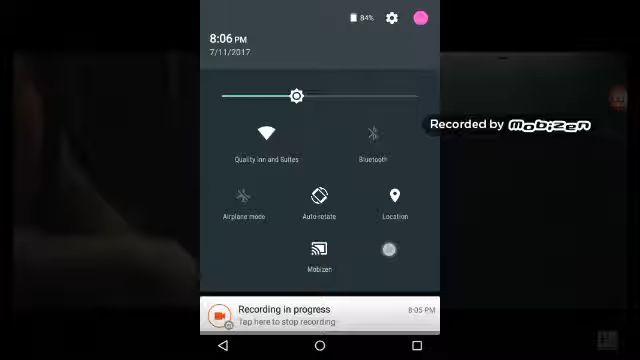 84%
8:06 PM
7/11/2017
Recorded by mobizen
Quality inn and Suites
Bluetooth
Airplane mode
Auto-rotate
Location
Mobizen
Recording in progress
8:05 PM
Tap here to stop recording